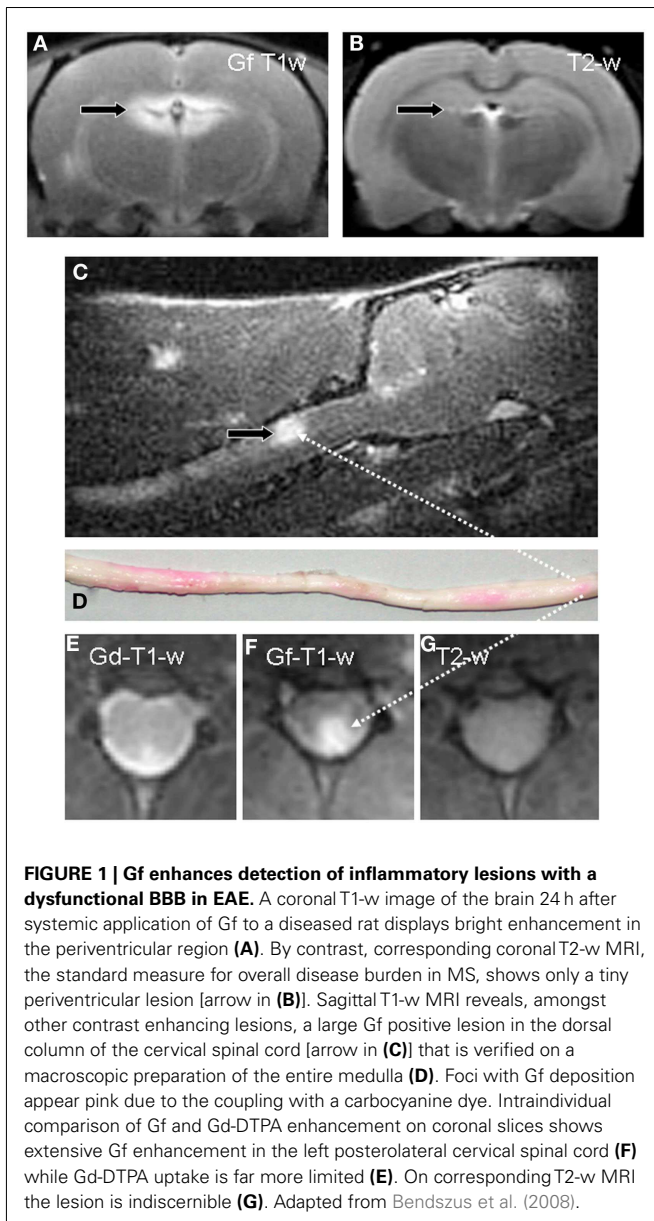 A
Gf T1w
B
T2-w
C
D
E
Gd-T1-w
F
Gf-T1-w
G
T2-w
FIGURE 1 | Gf enhances detection of inflammatory lesions with a
dysfunctional BBB in EAE. A coronal T1-w image of the brain 24 h after
systemic application of Gf to a diseased rat displays bright enhancement in
the periventricular region (A). By contrast, corresponding coronal T2-w MRI,
the standard measure for overall disease burden in MS, shows only a tiny
periventricular lesion [arrow in (B)]. Sagittal T1-w MRI reveals, amongst
other contrast enhancing lesions, a large Gf positive lesion in the dorsal
column of the cervical spinal cord [arrow in (C)] that is verified on a
macroscopic preparation of the entire medulla (D). Foci with Gf deposition
appear pink due to the coupling with a carbocyanine dye. Intraindividual
comparison of Gf and Gd-DTPA enhancement on coronal slices shows
extensive Gf enhancement in the left posterolateral cervical spinal cord (F)
while Gd-DTPA uptake is far more limited (E). On corresponding T2-w MRI
the lesion is indiscernible (G). Adapted from Bendszus et al. (2008).